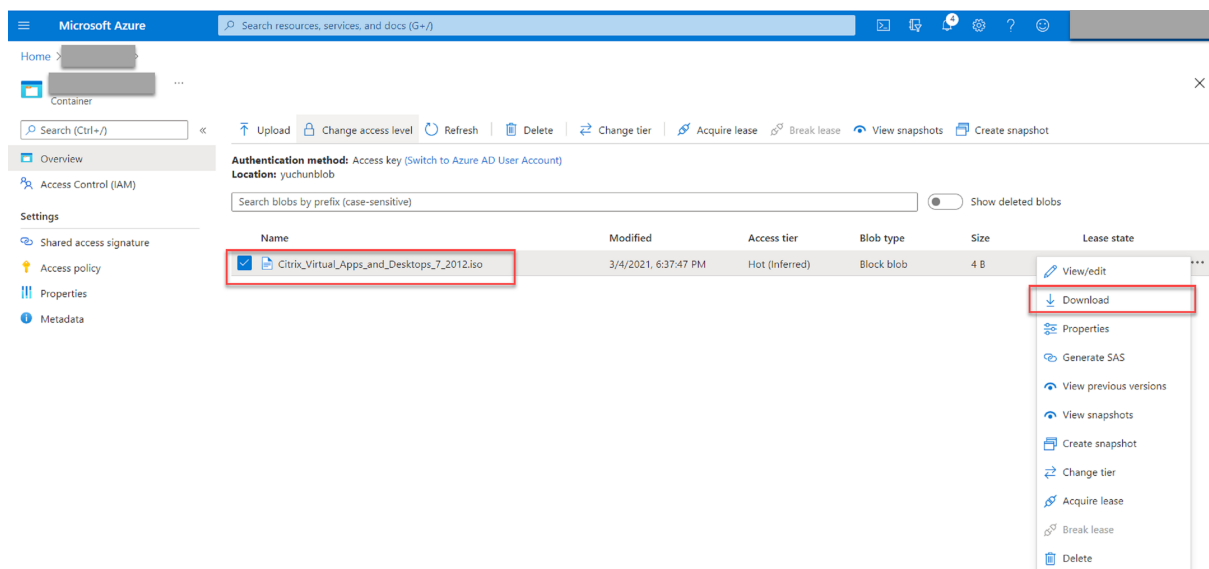 Microsoft Azure
Search resources, services, and docs (G+/)
4
Home >
...
Container
Search (Ctrl+/)
«
Upload
Change access level
Refresh
Delete
Change tier
Acquire lease
Break lease
View snapshots
Create snapshot
Overview
Access Control (IAM)
Settings
Shared access signature
Access policy
Properties
Metadata
Authentication method: Access key (Switch to Azure AD User Account)
Location: yuchunblob
Search blobs by prefix (case-sensitive)
Show deleted blobs
Name Modified Access tier Blob type Size Lease state
Citrix_Virtual_Apps_and_Desktops_7_2012.iso 3/4/2021, 6:37:47 PM Hot (Inferred) Block blob 4 B ...
View/edit
Download
Properties
Generate SAS
View previous versions
View snapshots
Create snapshot
Change tier
Acquire lease
Break lease
Delete